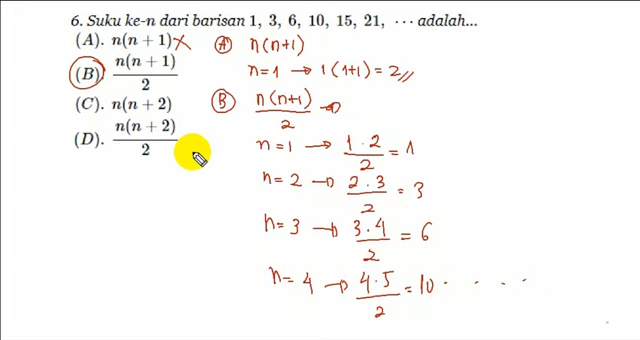 6. Suku ke-n dari barisan 1, 3, 6, 10, 15, 21, ··· adalah...
(A). n(n + 1) ×
(B). n(n + 1)/2
(C). n(n + 2)
(D). n(n + 2)/2
(A) n(n+1)
n=1 → 1(1+1) = 2 //
(B) n(n+1)/2 →
n=1 → 1·2/2 = 1
n=2 → 2·3/2 = 3
n=3 → 3·4/2 = 6
n=4 → 4·5/2 = 10 · · · ·